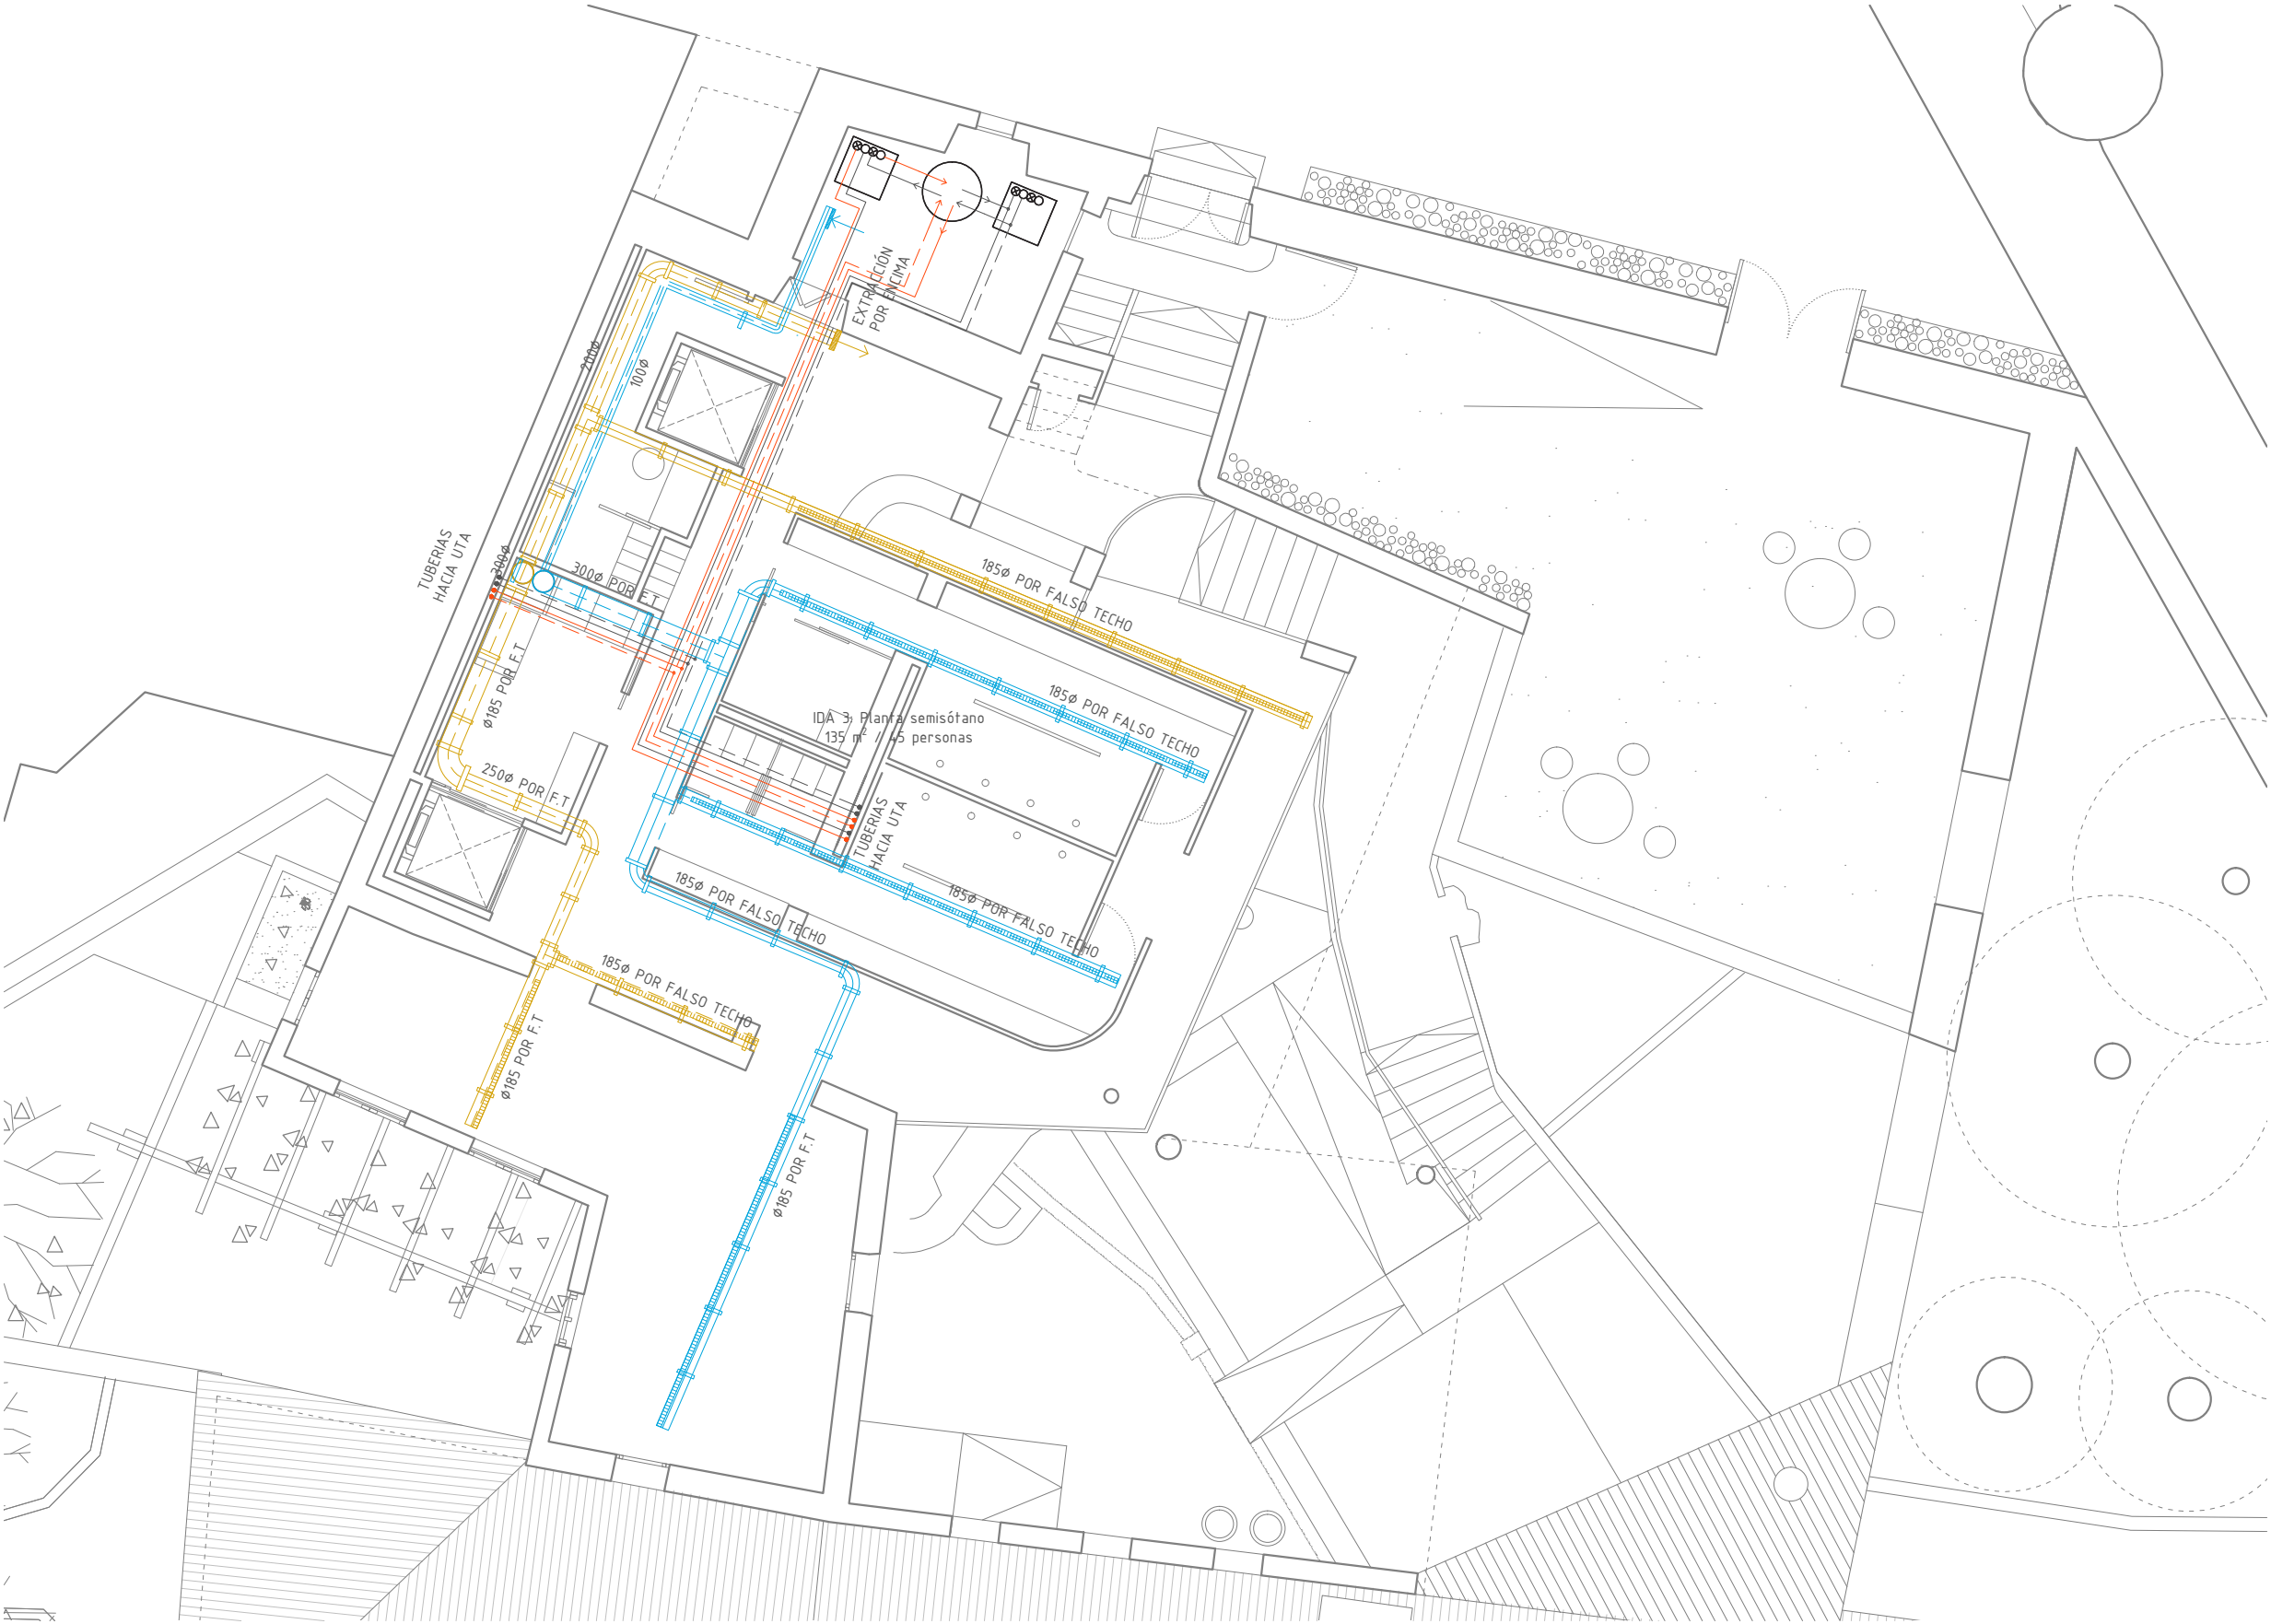 EXTRACCIÓN
POR ENCIMA
200ø
100ø
TUBERIAS
HACIA UTA
300ø
300ø POR F.T
185ø POR FALSO TECHO
ø185 POR F.T
185ø POR FALSO TECHO
IDA 3: Planta semisótano
135 m² / 45 personas
250ø POR F.T
TUBERIAS
HACIA UTA
185ø POR FALSO TECHO
185ø POR FALSO TECHO
185ø POR FALSO TECHO
ø185 POR F.T
ø185 POR F.T